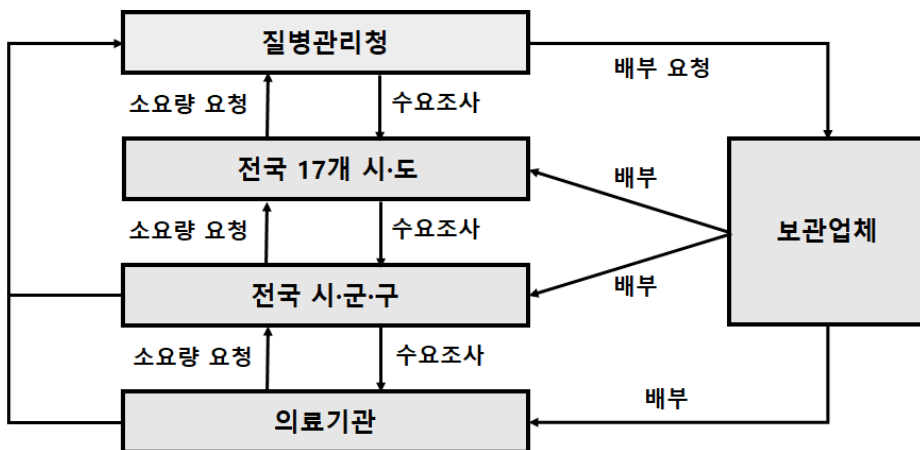 질병관리청
배부 요청
소요량 요청
수요조사
전국 17개 시·도
배부
보관업체
소요량 요청
수요조사
전국 시·군·구
배부
소요량 요청
수요조사
의료기관
배부